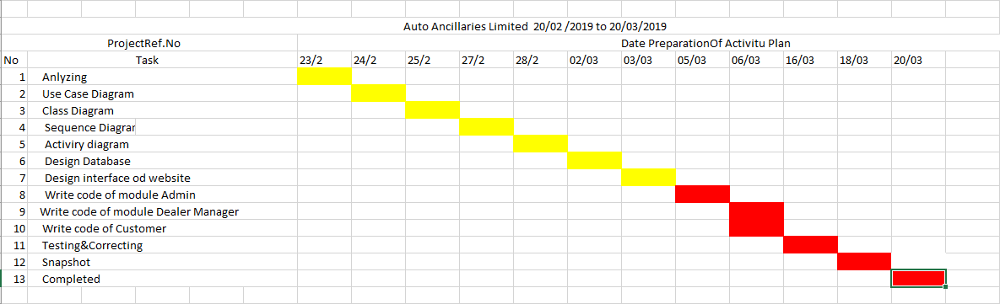 Auto Ancillaries Limited 20/02 /2019 to 20/03/2019
ProjectRef.No Date PreparationOf Activitu Plan
No Task 23/2 24/2 25/2 27/2 28/2 02/03 03/03 05/03 06/03 16/03 18/03 20/03
1 Anlyzing
2 Use Case Diagram
3 Class Diagram
4 Sequence Diagrar
5 Activiry diagram
6 Design Database
7 Design interface od website
8 Write code of module Admin
9 Write code of module Dealer Manager
10 Write code of Customer
11 Testing&Correcting
12 Snapshot
13 Completed